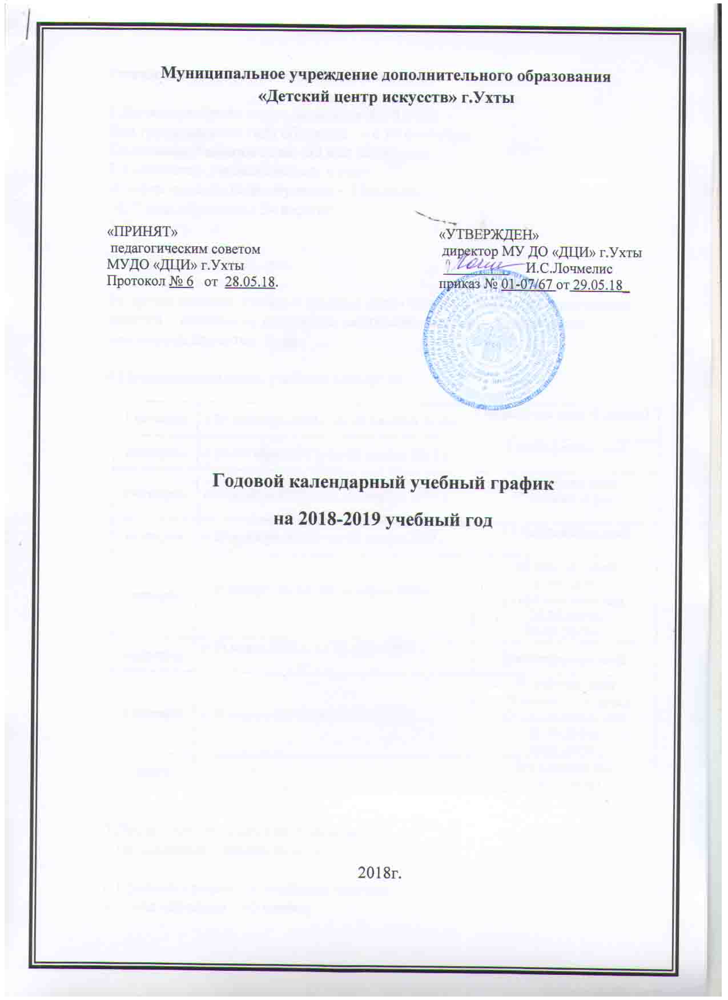 Муниципальное учреждение дополнительного образования
«Детский центр искусств» г.Ухты
«ПРИНЯТ»
педагогическим советом
МУДО «ДЦИ» г.Ухты
Протокол № 6 от 28.05.18.
«УТВЕРЖДЕН»
директор МУ ДО «ДЦИ» г.Ухты
И.С.Лочмелис
приказ № 01-07/67 от 29.05.18
Годовой календарный учебный график
на 2018-2019 учебный год
2018г.